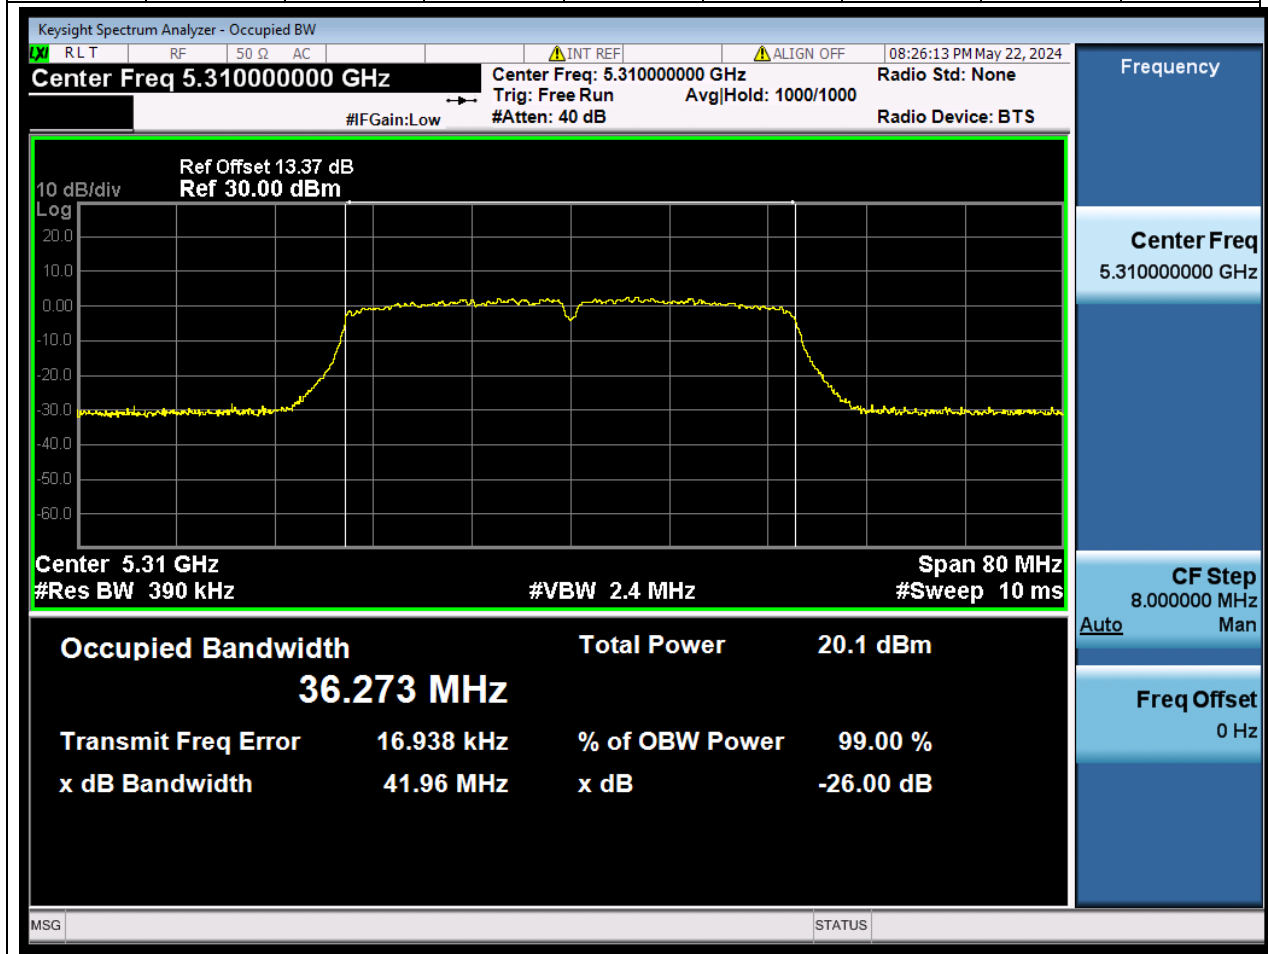 Keysight Spectrum Analyzer - Occupied BW
LXI RLT RF 50 Ω AC INT REF ALIGN OFF 08:26:13 PM May 22, 2024
Center Freq 5.310000000 GHz
Center Freq: 5.310000000 GHz Radio Std: None
Trig: Free Run Avg|Hold: 1000/1000
#IFGain:Low #Atten: 40 dB Radio Device: BTS
Ref Offset 13.37 dB
10 dB/div Ref 30.00 dBm
Log
20.0
10.0
0.00
-10.0
-20.0
-30.0
-40.0
-50.0
-60.0
Center 5.31 GHz Span 80 MHz
#Res BW 390 kHz #VBW 2.4 MHz #Sweep 10 ms
Occupied Bandwidth Total Power 20.1 dBm
36.273 MHz
Transmit Freq Error 16.938 kHz % of OBW Power 99.00 %
x dB Bandwidth 41.96 MHz x dB -26.00 dB
MSG STATUS
Frequency
Center Freq
5.310000000 GHz
CF Step
8.000000 MHz
Auto Man
Freq Offset
0 Hz